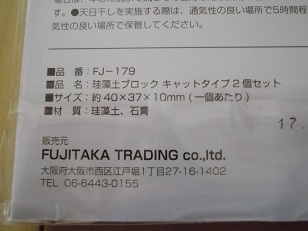 す。●天日干しを実施する際は、通気性の良い場所で5時間程
気性の良い場所で保管してください。
■品　番：FJ−179
■品　名：珪藻土ブロック キャットタイプ2個セット
■サイズ：約40×37×10mm(一個あたり)
■材　質：珪藻土、石膏
17.
販売元
FUJITAKA TRADING co.,ltd.
大阪府大阪市西区江戸堀1丁目27-16-1402
TEL 06-6443-0155